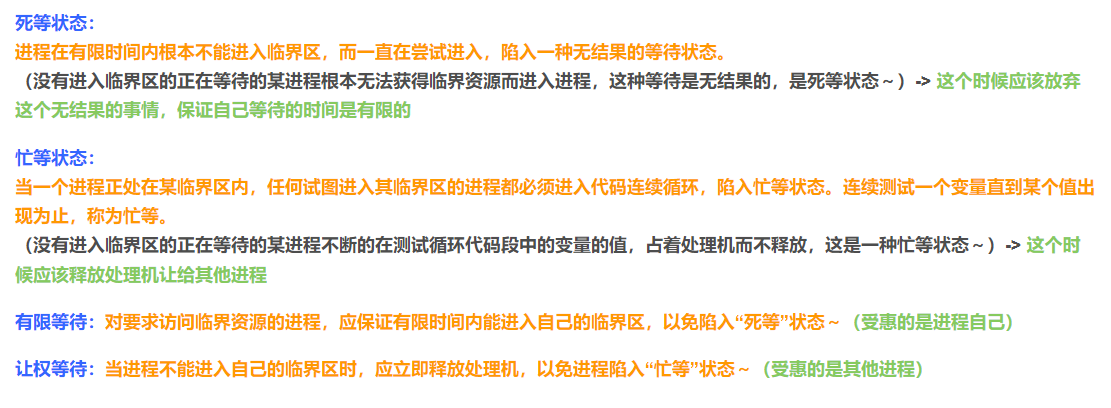 死等状态：
进程在有限时间内根本不能进入临界区，而一直在尝试进入，陷入一种无结果的等待状态。
（没有进入临界区的正在等待的某进程根本无法获得临界资源而进入进程，这种等待是无结果的，是死等状态～）-> 这个时候应该放弃
这个无结果的事情，保证自己等待的时间是有限的
忙等状态：
当一个进程正处在某临界区内，任何试图进入其临界区的进程都必须进入代码连续循环，陷入忙等状态。连续测试一个变量直到某个值出
现为止，称为忙等。
（没有进入临界区的正在等待的某进程不断的在测试循环代码段中的变量的值，占着处理机而不释放，这是一种忙等状态～）-> 这个时
候应该释放处理机让给其他进程
有限等待：对要求访问临界资源的进程，应保证有限时间内能进入自己的临界区，以免陷入“死等”状态～（受惠的是进程自己）
让权等待：当进程不能进入自己的临界区时，应立即释放处理机，以免进程陷入“忙等”状态～（受惠的是其他进程）